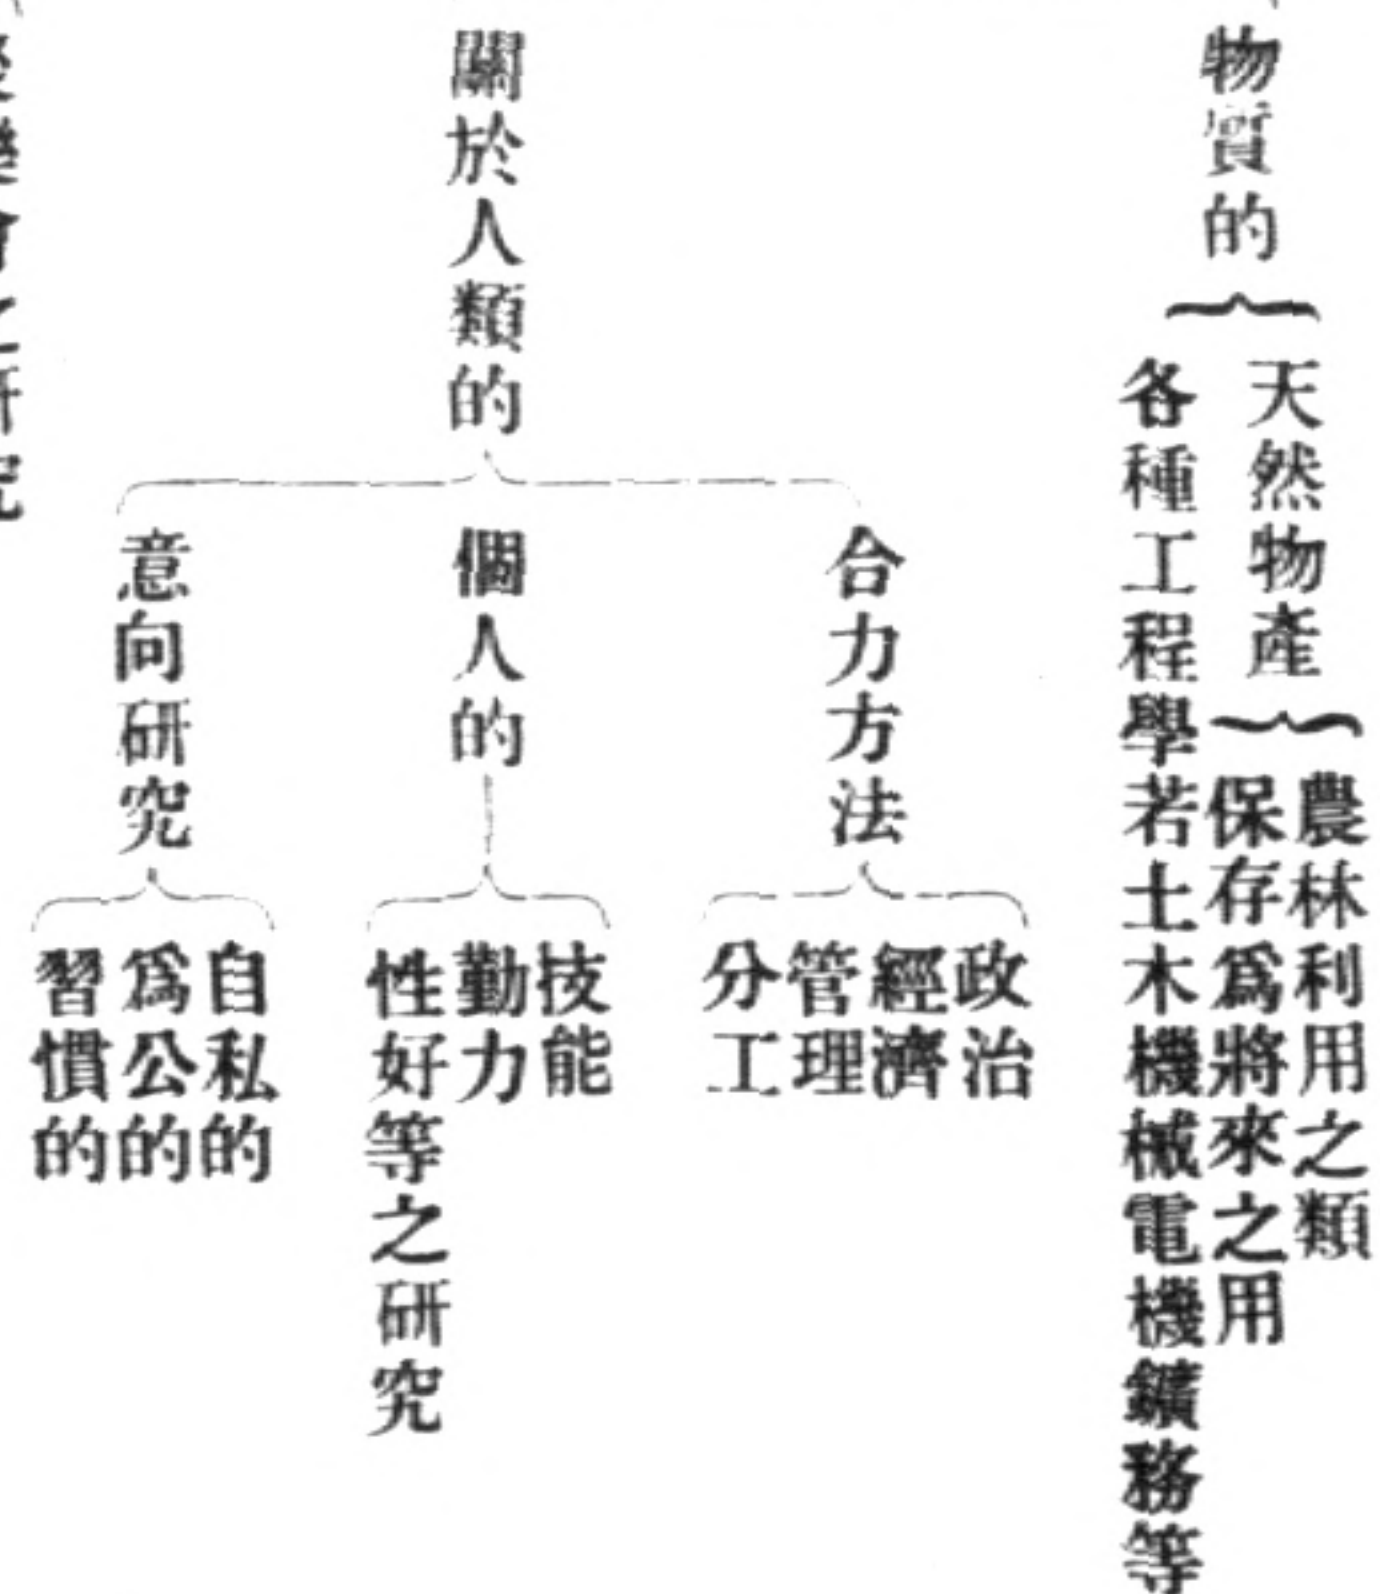 物質的
天然物產
農林利用之類
保存爲將來之用
各種工程學若土木機械電機鑛務等
關於人類的
合力方法
政治
經濟
管理
分工
個人的
技能
勤力
性好等之研究
意向研究
自私的
爲公的
習慣的